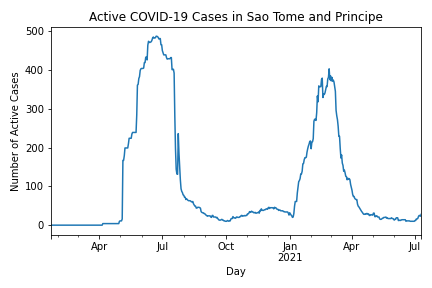 Active COVID-19 Cases in Sao Tome and Principe
Number of Active Cases
500
400
300
200
100
0
Apr Jul Oct Jan Apr Jul
2021
Day